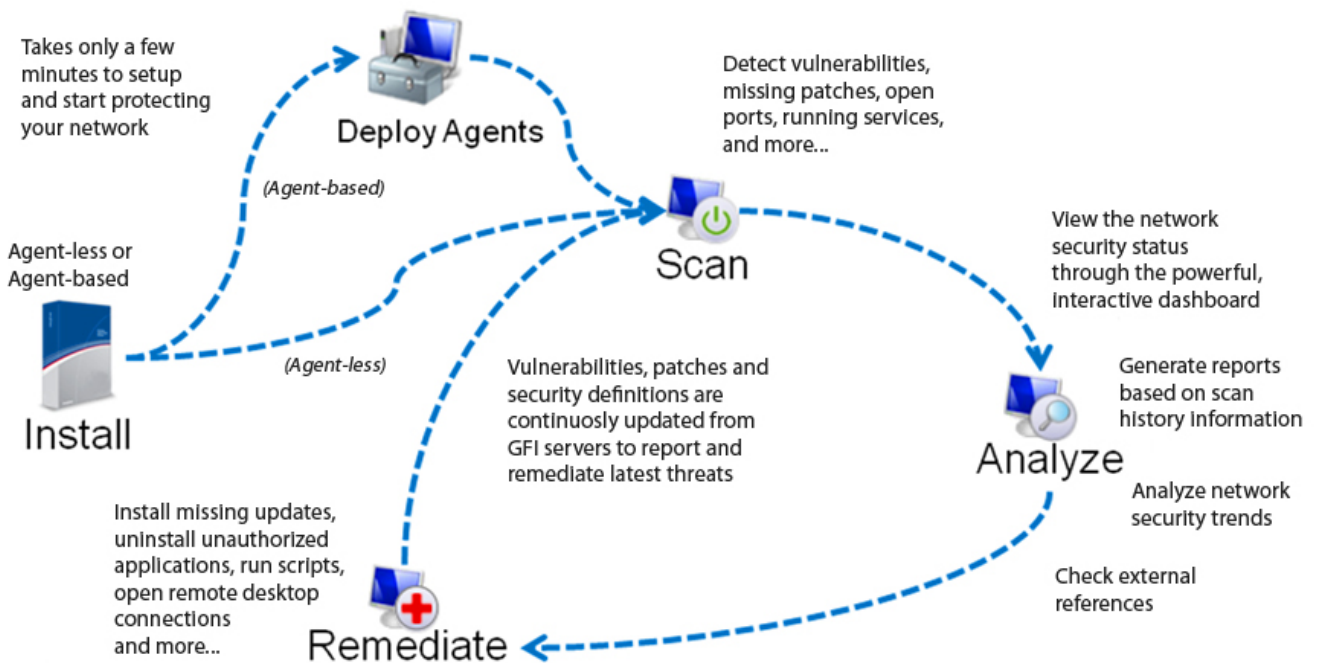 Takes only a few
minutes to setup
and start protecting
your network
Deploy Agents
(Agent-based)
Detect vulnerabilities,
missing patches, open
ports, running services,
and more...
Scan
Agent-less or
Agent-based
Install
(Agent-less)
View the network
security status
through the powerful,
interactive dashboard
Generate reports
based on scan
history information
Analyze
Analyze network
security trends
Check external
references
Vulnerabilities, patches and
security definitions are
continuosly updated from
GFI servers to report and
remediate latest threats
Install missing updates,
uninstall unauthorized
applications, run scripts,
open remote desktop
connections
and more...
Remediate